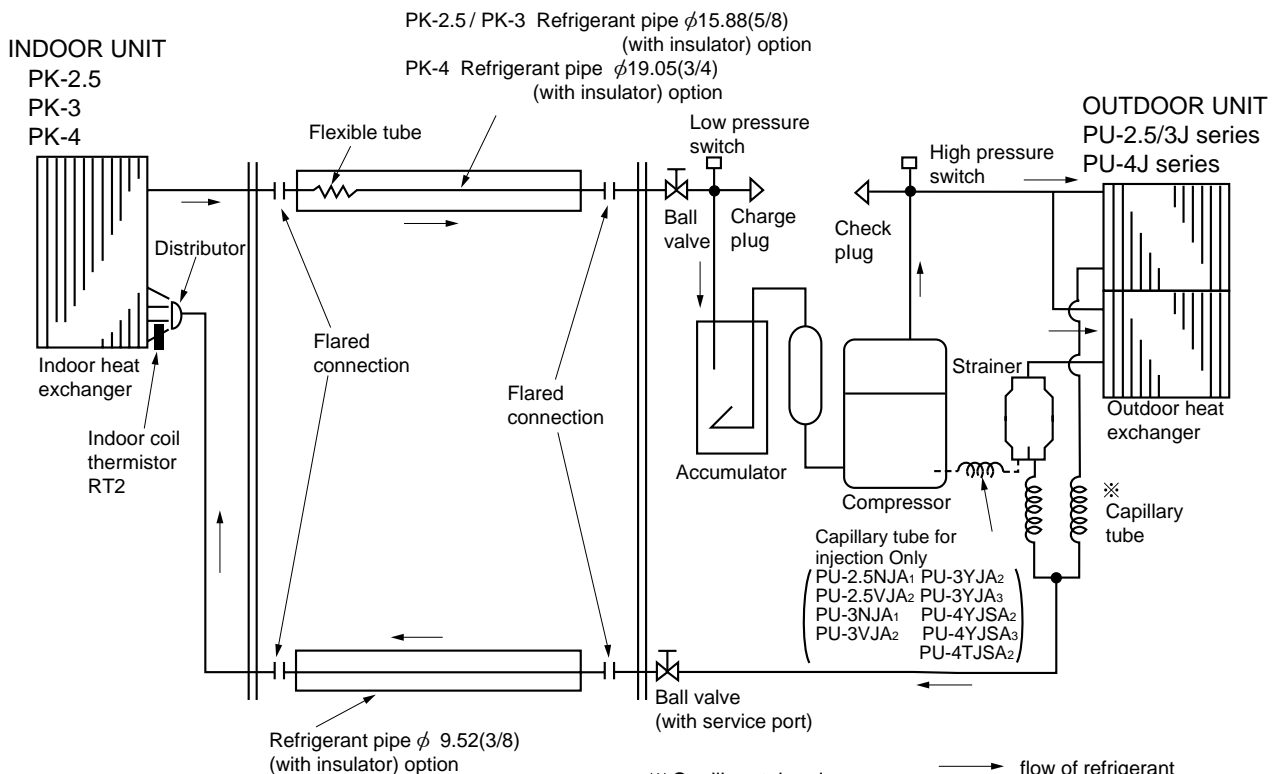 PK-2.5 / PK-3 Refrigerant pipe φ15.88(5/8)
(with insulator) option
PK-4 Refrigerant pipe φ19.05(3/4)
(with insulator) option
INDOOR UNIT
PK-2.5
PK-3
PK-4
OUTDOOR UNIT
PU-2.5/3J series
PU-4J series
Flexible tube
Low pressure
switch
High pressure
switch
Ball
valve
Charge
plug
Check
plug
Distributor
Flared
connection
Flared
connection
Indoor heat
exchanger
Strainer
Outdoor heat
exchanger
Indoor coil
thermistor
RT2
Accumulator
Compressor
※
Capillary
tube
Capillary tube for
injection Only
PU-2.5NJA1 PU-3YJA2
PU-2.5VJA2 PU-3YJA3
PU-3NJA1 PU-4YJSA2
PU-3VJA2 PU-4YJSA3
PU-4TJSA2
Ball valve
(with service port)
Refrigerant pipe φ 9.52(3/8)
(with insulator) option
flow of refrigerant